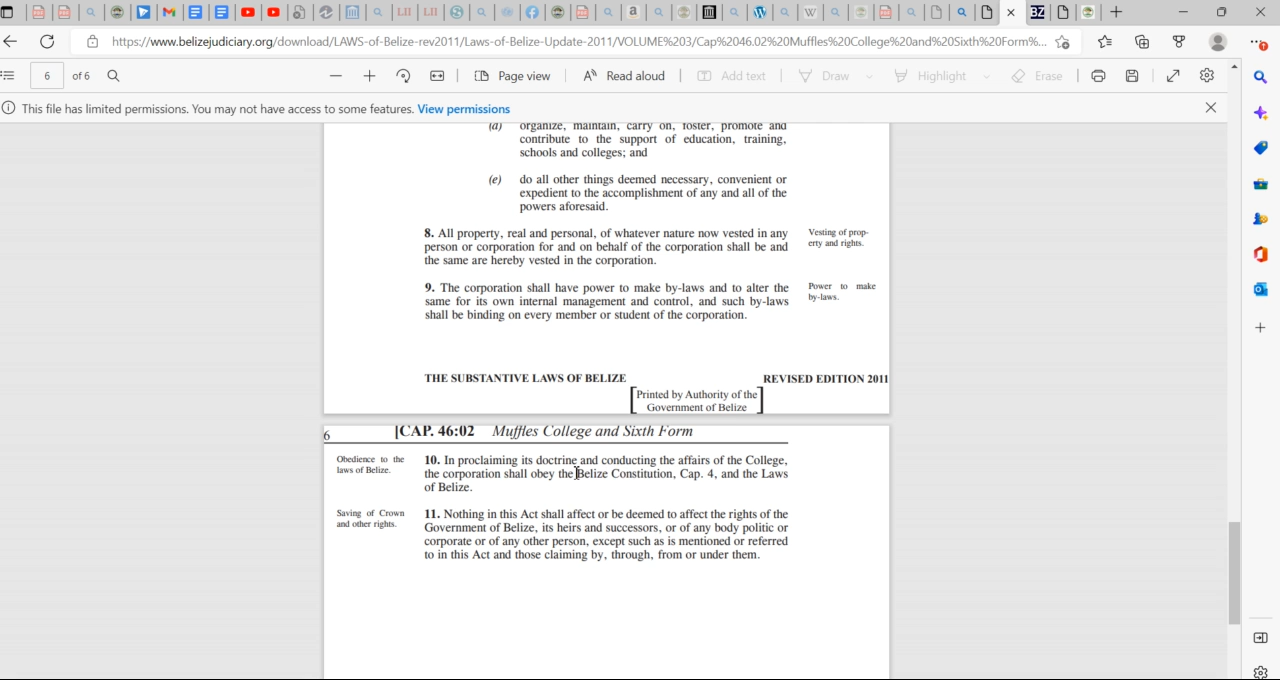 https://www.belizejudiciary.org/download/LAWS-of-Belize-rev2011/Laws-of-Belize-Update-2011/VOLUME%203/Cap%2046.02%20Muffles%20College%20and%20Sixth%20Form%...
6 of 6
Page view
Read aloud
Add text
Draw
Highlight
Erase
This file has limited permissions. You may not have access to some features. View permissions
(d) organize, maintain, carry on, foster, promote and
contribute to the support of education, training,
schools and colleges; and
(e) do all other things deemed necessary, convenient or
expedient to the accomplishment of any and all of the
powers aforesaid.
8. All property, real and personal, of whatever nature now vested in any
person or corporation for and on behalf of the corporation shall be and
the same are hereby vested in the corporation.
Vesting of prop-
erty and rights.
9. The corporation shall have power to make by-laws and to alter the
same for its own internal management and control, and such by-laws
shall be binding on every member or student of the corporation.
Power to make
by-laws.
THE SUBSTANTIVE LAWS OF BELIZE
REVISED EDITION 2011
[Printed by Authority of the
Government of Belize]
6
[CAP. 46:02 Muffles College and Sixth Form
Obedience to the
laws of Belize.
10. In proclaiming its doctrine and conducting the affairs of the College,
the corporation shall obey the Belize Constitution, Cap. 4, and the Laws
of Belize.
Saving of Crown
and other rights.
11. Nothing in this Act shall affect or be deemed to affect the rights of the
Government of Belize, its heirs and successors, or of any body politic or
corporate or of any other person, except such as is mentioned or referred
to in this Act and those claiming by, through, from or under them.